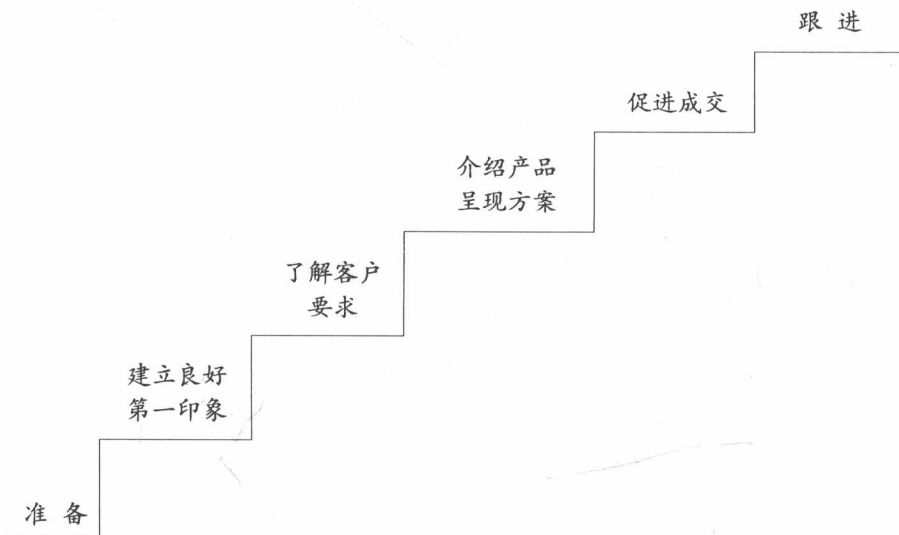 跟进
促进成交
介绍产品
呈现方案
了解客户
要求
建立良好
第一印象
准备